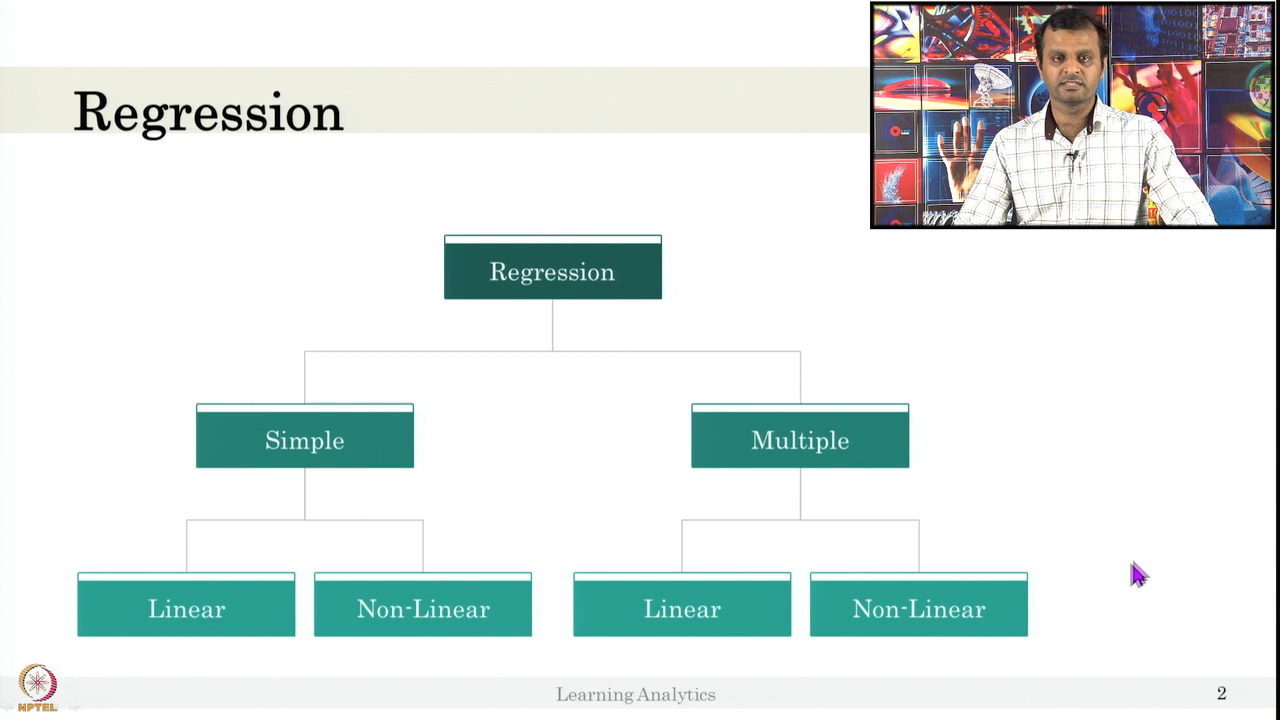 Regression
Regression
Simple
Multiple
Linear
Non-Linear
Linear
Non-Linear
NPTEL
Learning Analytics
2